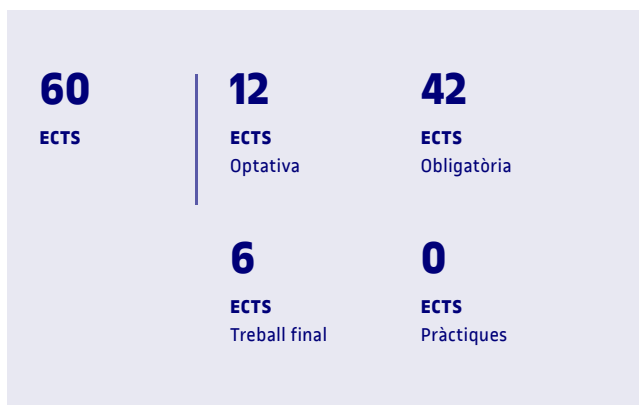 60
ECTS
12
ECTS
Optativa
42
ECTS
Obligatòria
6
ECTS
Treball final
0
ECTS
Pràctiques